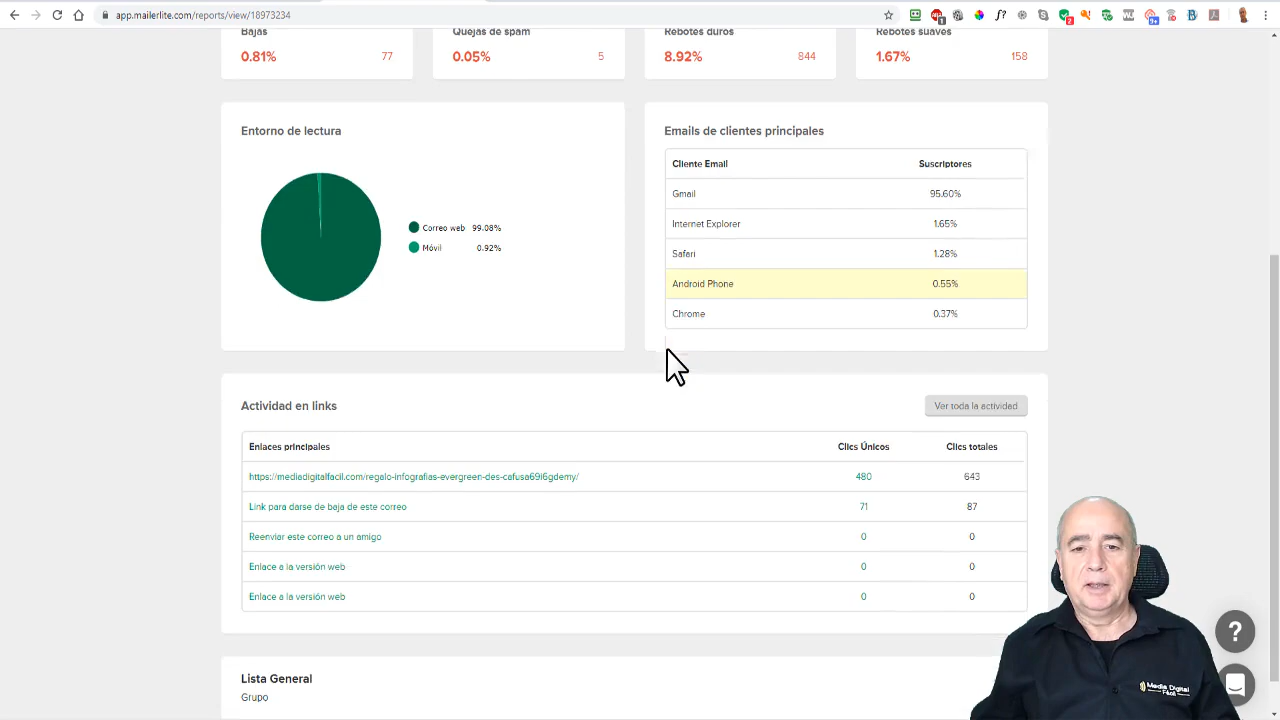 app.mailerlite.com/reports/view/18973234
Bajas
0.81% 77
Quejas de spam
0.05% 5
Rebotes duros
8.92% 844
Rebotes suaves
1.67% 158
Entorno de lectura
Correo web 99.08%
Móvil 0.92%
Emails de clientes principales
Cliente Email Suscriptores
Gmail 95.60%
Internet Explorer 1.65%
Safari 1.28%
Android Phone 0.55%
Chrome 0.37%
Actividad en links
Ver toda la actividad
Enlaces principales Clics Únicos Clics totales
https://mediadigitalfacil.com/regalo-infografias-evergreen-des-cafusa69i6gdemy/ 480 643
Link para darse de baja de este correo 71 87
Reenviar este correo a un amigo 0 0
Enlace a la versión web 0 0
Enlace a la versión web 0 0
Lista General
Grupo
Media Digital
Fácil
?